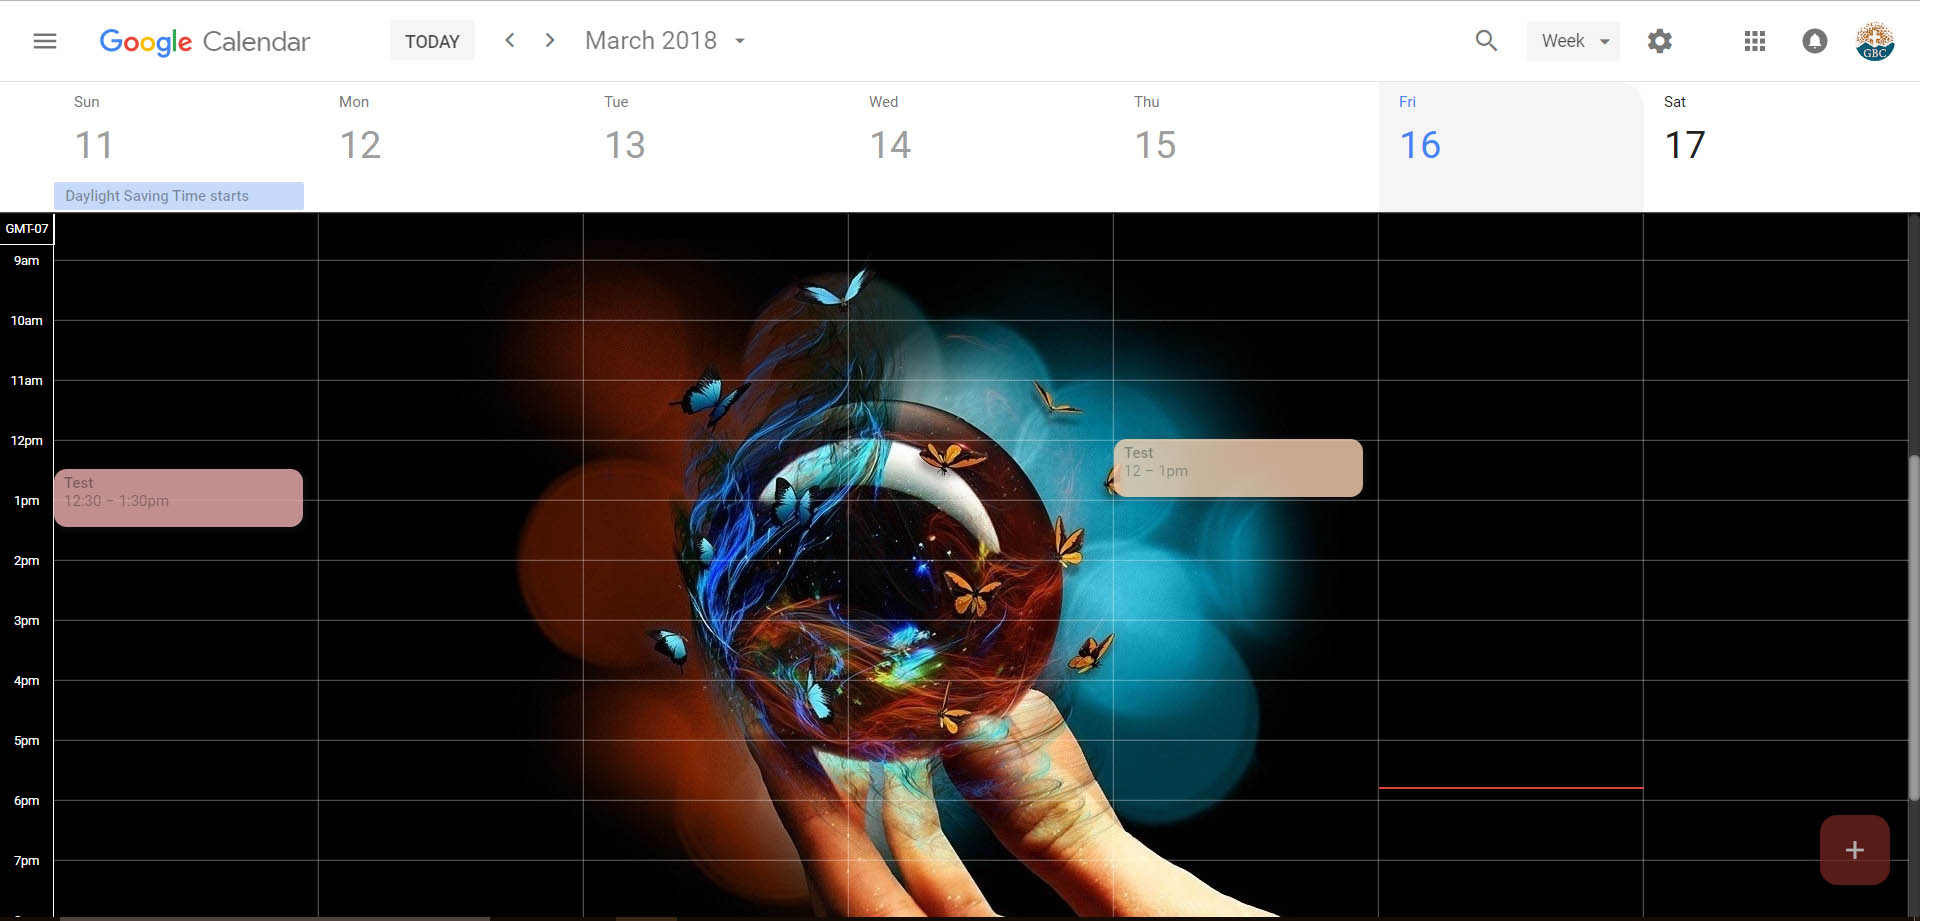 Google Calendar
TODAY
March 2018
Week
GBC
Sun
Mon
Tue
Wed
Thu
Fri
Sat
11
12
13
14
15
16
17
Daylight Saving Time starts
GMT-07
9am
10am
11am
12pm
Test
12 – 1pm
Test
12:30 – 1:30pm
1pm
2pm
3pm
4pm
5pm
6pm
7pm
+